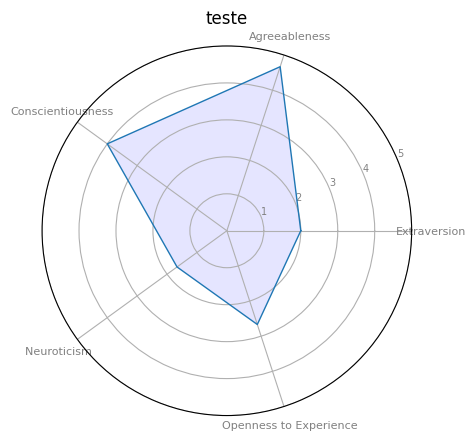 teste
Agreeableness
Conscientiousness
5
4
3
2
1
Extraversion
Neuroticism
Openness to Experience